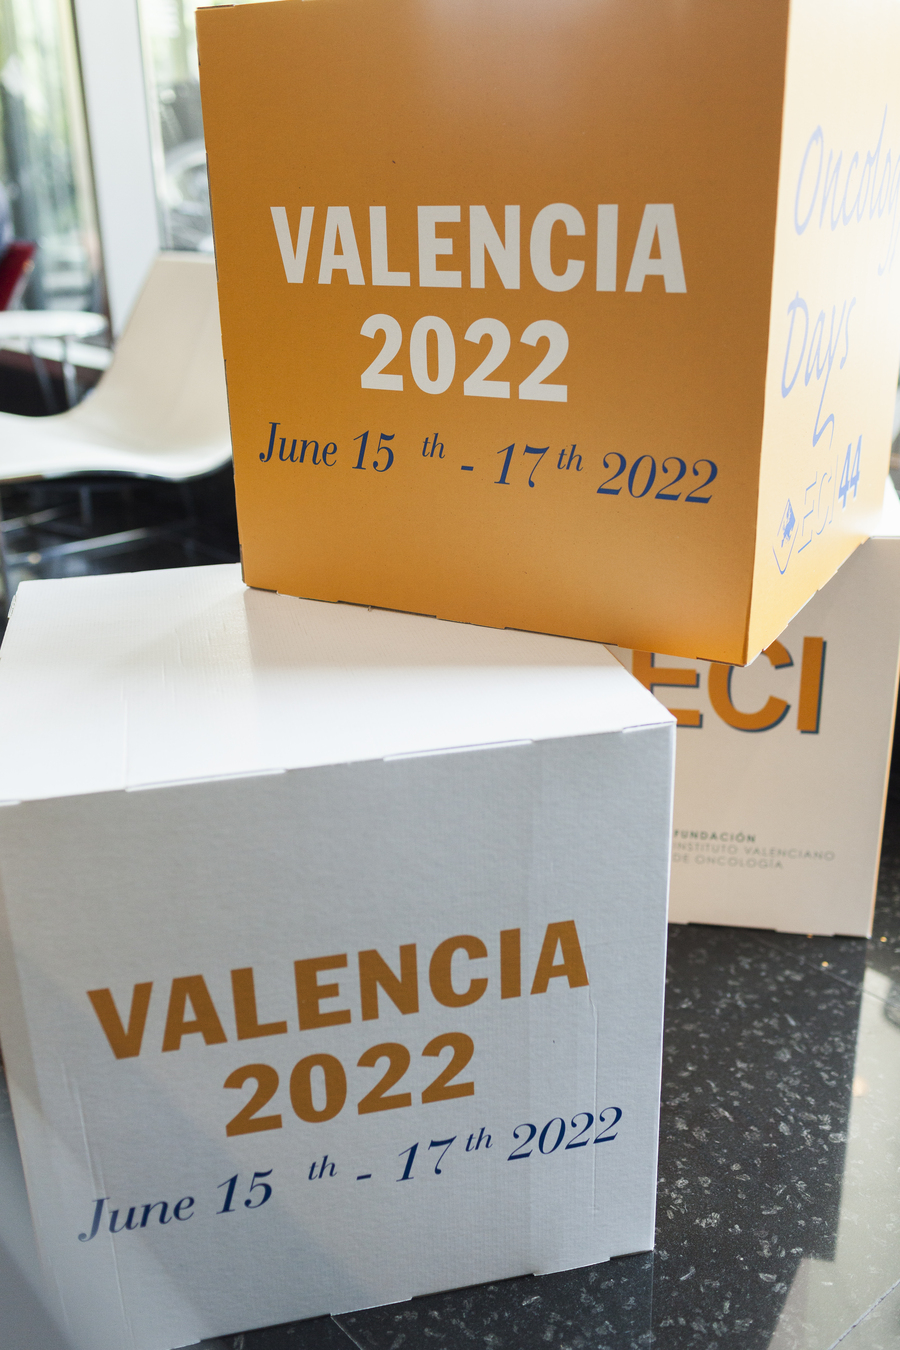 VALENCIA
2022
June 15 th - 17 th 2022
Oncology
Days
ECI 44
ECI
FUNDACIÓN
INSTITUTO VALENCIANO
DE ONCOLOGÍA
VALENCIA
2022
June 15 th - 17 th 2022